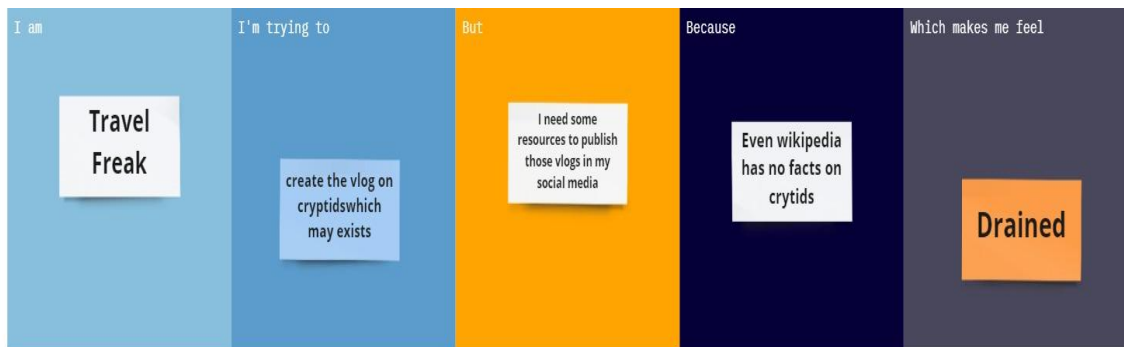 I am
Travel
Freak
I'm trying to
create the vlog on
cryptidswhich
may exists
But
I need some
resources to publish
those vlogs in my
social media
Because
Even wikipedia
has no facts on
crytids
Which makes me feel
Drained